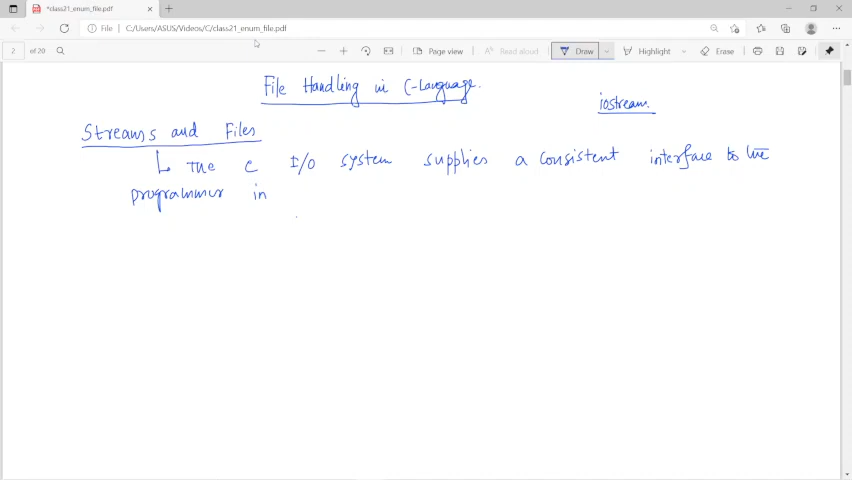 *class21_enum_file.pdf
File C:/Users/ASUS/Videos/C/class21_enum_file.pdf
2 of 20 Page view Read aloud Draw Highlight Erase
File Handling in C-Language.
iostream.
Streams and Files
The C I/O system supplies a consistent interface to the
programmer in